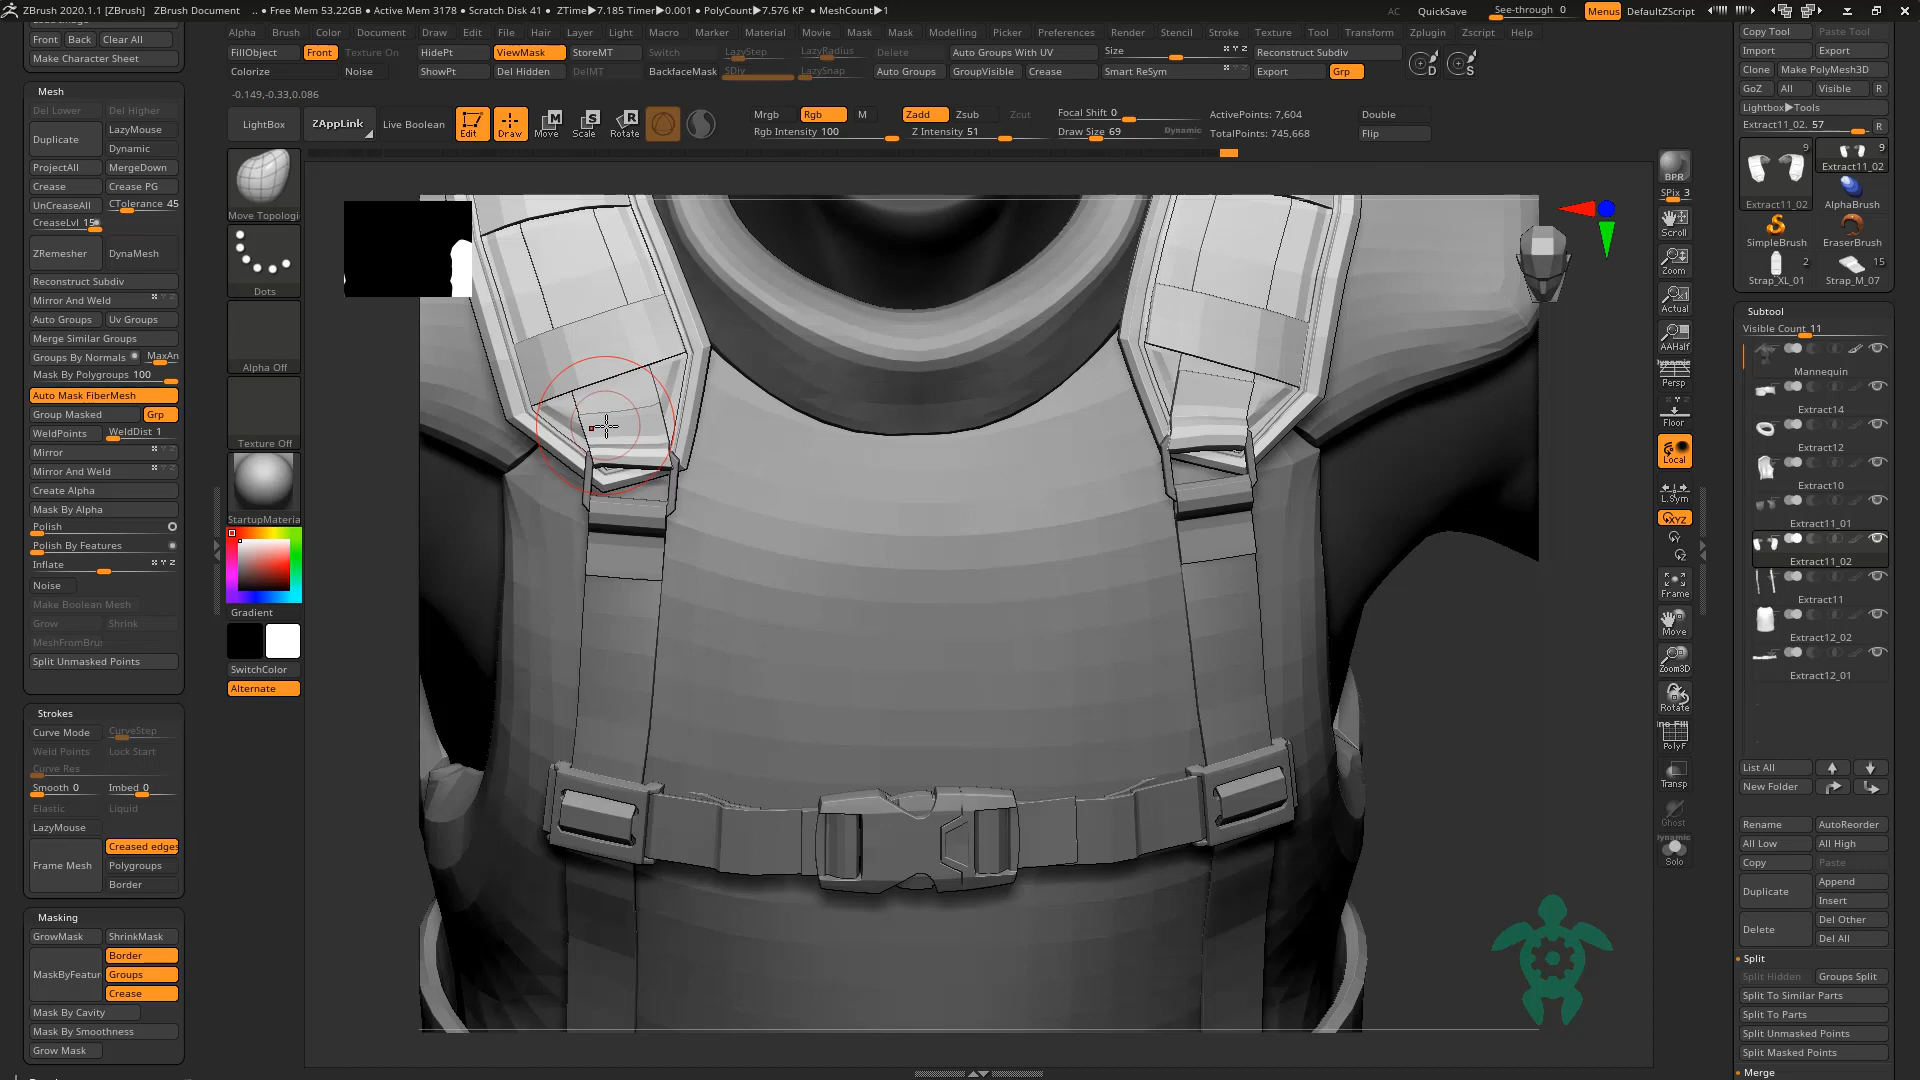 ZBrush 2020.1.1 [ZBrush] ZBrush Document .. • Free Mem 53.22GB • Active Mem 3178 • Scratch Disk 41 • ZTime▶7.185 Timer▶0.001 • PolyCount▶7.576 KP • MeshCount▶1 AC QuickSave See-through 0 Menus DefaultZScript
Alpha Brush Color Document Draw Edit File Hair Layer Light Macro Marker Material Movie Mask Mask Modelling Picker Preferences Render Stencil Stroke Texture Tool Transform Zplugin Zscript Help
Front Back Clear All
Make Character Sheet
FillObject Front Texture On HidePt ViewMask StoreMT Switch LazyStep LazyRadius Delete Auto Groups With UV Size Reconstruct Subdiv
Colorize Noise ShowPt Del Hidden DelMT BackfaceMask SDiv LazySnap Auto Groups GroupVisible Crease Smart ReSym Export Grp
-0.149,-0.33,0.086
LightBox ZAppLink Live Boolean Edit Draw Move Scale Rotate
Mrgb Rgb M Zadd Zsub Zcut Focal Shift 0 ActivePoints: 7,604 Double
Rgb Intensity 100 Z Intensity 51 Draw Size 69 Dynamic TotalPoints: 745,668 Flip
Mesh
Del Lower Del Higher
Duplicate LazyMouse
Dynamic
ProjectAll MergeDown
Crease Crease PG
UnCreaseAll CTolerance 45
CreaseLvl 15
ZRemesher DynaMesh
Reconstruct Subdiv
Mirror And Weld
Auto Groups Uv Groups
Merge Similar Groups
Groups By Normals MaxAn
Mask By Polygroups 100
Auto Mask FiberMesh
Group Masked Grp
WeldPoints WeldDist 1
Mirror
Mirror And Weld
Create Alpha
Mask By Alpha
Polish
Polish By Features
Inflate
Noise
Make Boolean Mesh
Grow Shrink
MeshFromBru
Split Unmasked Points
Strokes
Curve Mode CurveStep
Weld Points Lock Start
Curve Res
Smooth 0 Imbed 0
Elastic Liquid
LazyMouse
Creased edges
Frame Mesh Polygroups
Border
Masking
GrowMask ShrinkMask
Border
MaskByFeatur Groups
Crease
Mask By Cavity
Mask By Smoothness
Grow Mask
Move Topologi
Dots
Alpha Off
Texture Off
StartupMateria
Gradient
SwitchColor
Alternate
BPR
SPix 3
Scroll
Zoom
Actual
AAHalf
Dynamic
Persp
Floor
Local
L.Sym
XYZ
Frame
Move
Zoom3D
Rotate
PolyF
Transp
Ghost
Dynamic
Solo
Copy Tool Paste Tool
Import Export
Clone Make PolyMesh3D
GoZ All Visible R
Lightbox▶Tools
Extract11_02. 57 R
9 9
Extract11_02
Extract11_02 AlphaBrush
SimpleBrush EraserBrush
2 15
Strap_XL_01 Strap_M_07
Subtool
Visible Count 11
Mannequin
Extract14
Extract12
Extract10
Extract11_01
Extract11_02
Extract11
Extract12_02
Extract12_01
List All
New Folder
Rename AutoReorder
All Low All High
Copy Paste
Duplicate Append
Insert
Delete Del Other
Del All
Split
Split Hidden Groups Split
Split To Similar Parts
Split To Parts
Split Unmasked Points
Split Masked Points
Merge